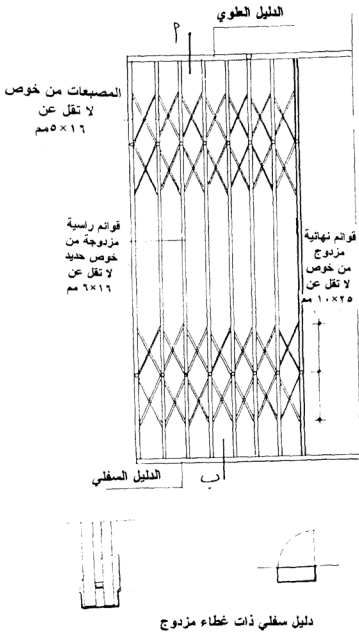 الدليل العلوي
أ
المصبعات من خوص
لا تقل عن
١٦×٥مم
قوائم راسية
مزدوجة من
خوص حديد
لا تقل عن
١٦×٦ مم
قوائم نهائية
مزدوج
من خوص
لا تقل عن
٢٥×١٠ مم
الدليل السفلي
ب
دليل سفلي ذات غطاء مزدوج